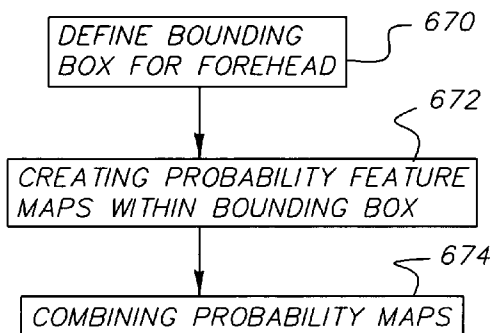 DEFINE BOUNDING
BOX FOR FOREHEAD
670
672
CREATING PROBABILITY FEATURE
MAPS WITHIN BOUNDING BOX
674
COMBINING PROBABILITY MAPS